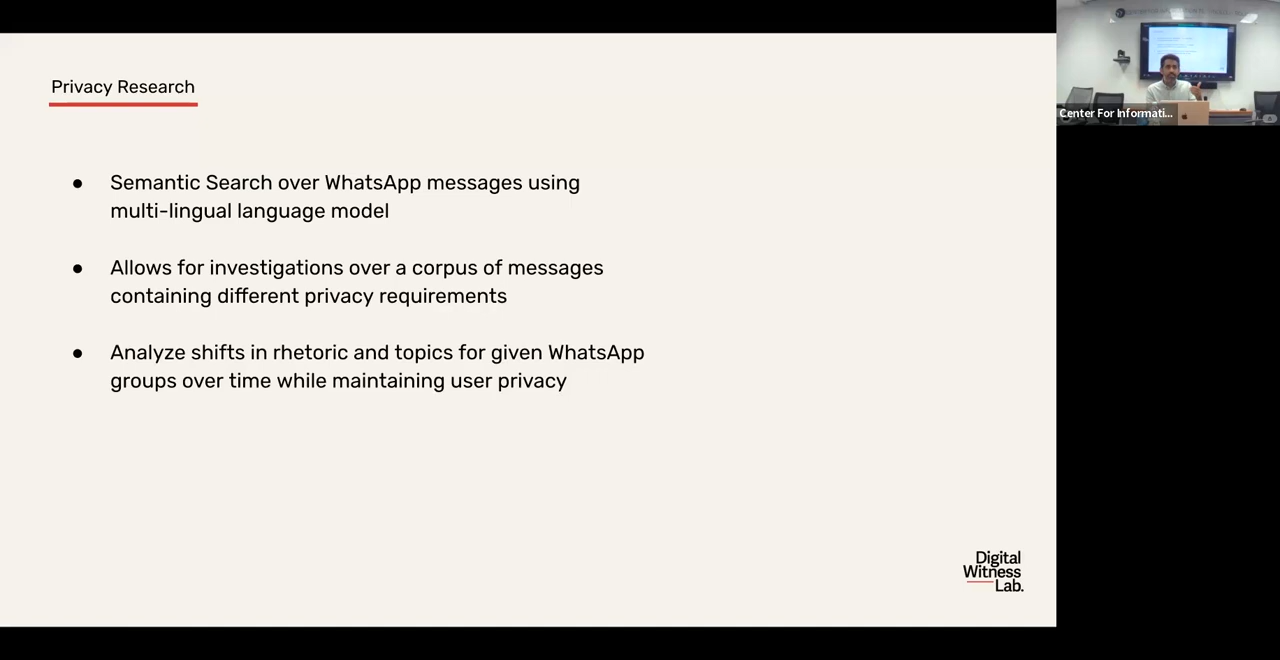 Privacy Research
● Semantic Search over WhatsApp messages using
multi-lingual language model
● Allows for investigations over a corpus of messages
containing different privacy requirements
● Analyze shifts in rhetoric and topics for given WhatsApp
groups over time while maintaining user privacy
Digital
Witness
Lab.
Center For Informati...